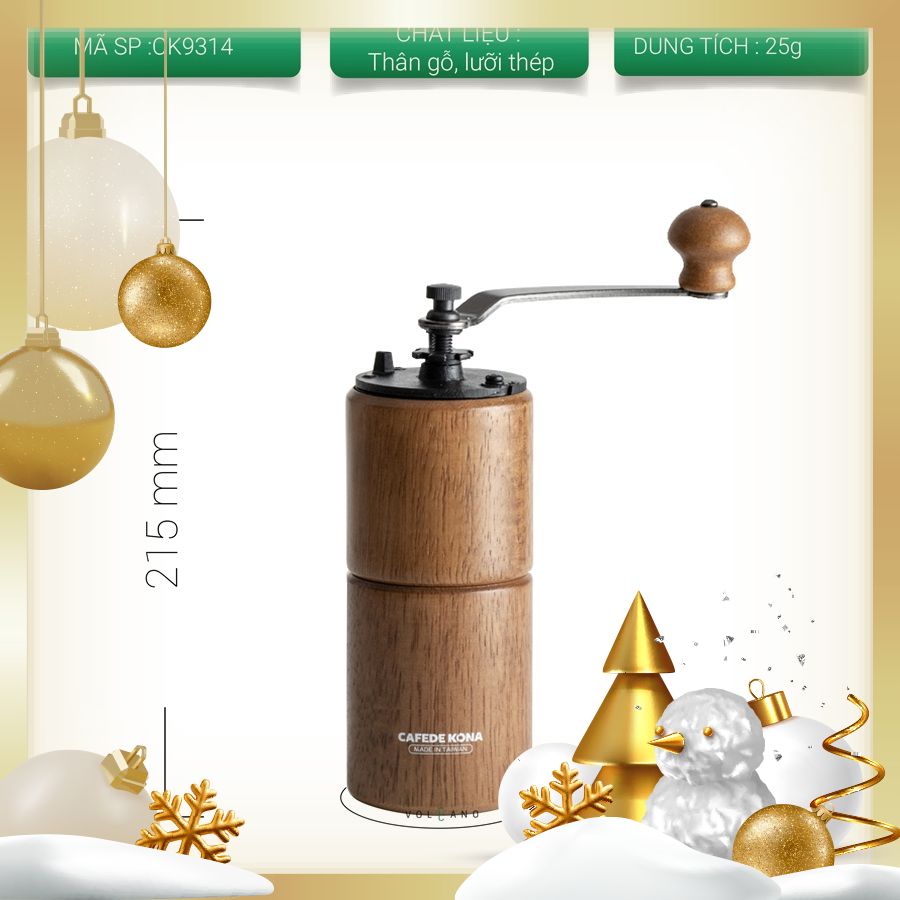 MÃ SP :CK9314
CHẤT LIỆU :
Thân gỗ, lưỡi thép
DUNG TÍCH : 25g
215 mm
CAFEDE KONA
MADE IN TAIWAN
VOLCANO